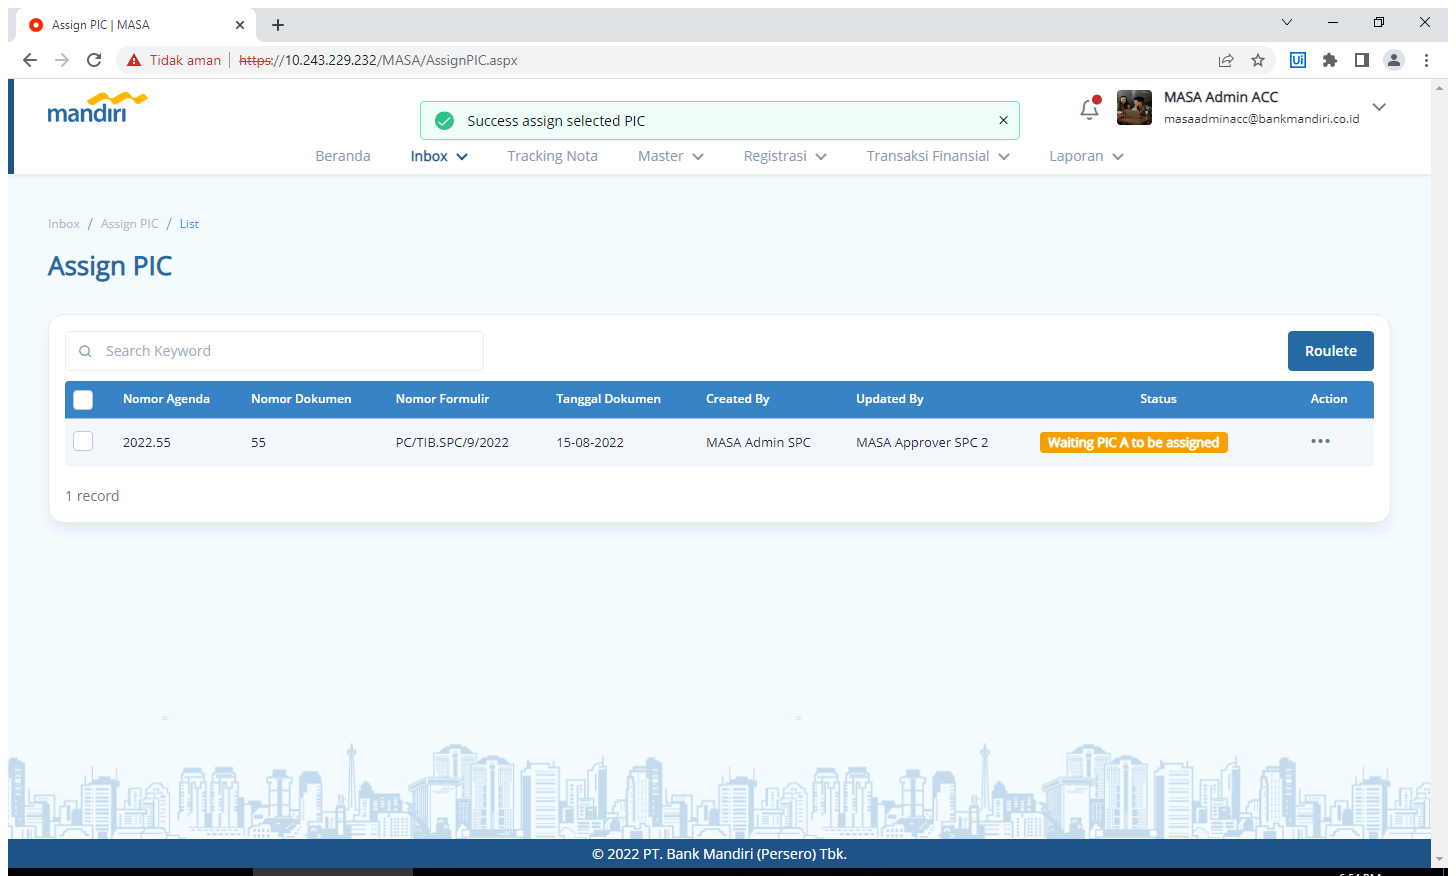 Assign PIC | MASA
Tidak aman https://10.243.229.232/MASA/AssignPIC.aspx
Ui
mandiri
Success assign selected PIC
MASA Admin ACC
masaadminacc@bankmandiri.co.id
Beranda Inbox Tracking Nota Master Registrasi Transaksi Finansial Laporan
Inbox / Assign PIC / List
Assign PIC
Search Keyword
Roulete
Nomor Agenda Nomor Dokumen Nomor Formulir Tanggal Dokumen Created By Updated By Status Action
2022.55 55 PC/TIB.SPC/9/2022 15-08-2022 MASA Admin SPC MASA Approver SPC 2 Waiting PIC A to be assigned
1 record
© 2022 PT. Bank Mandiri (Persero) Tbk.